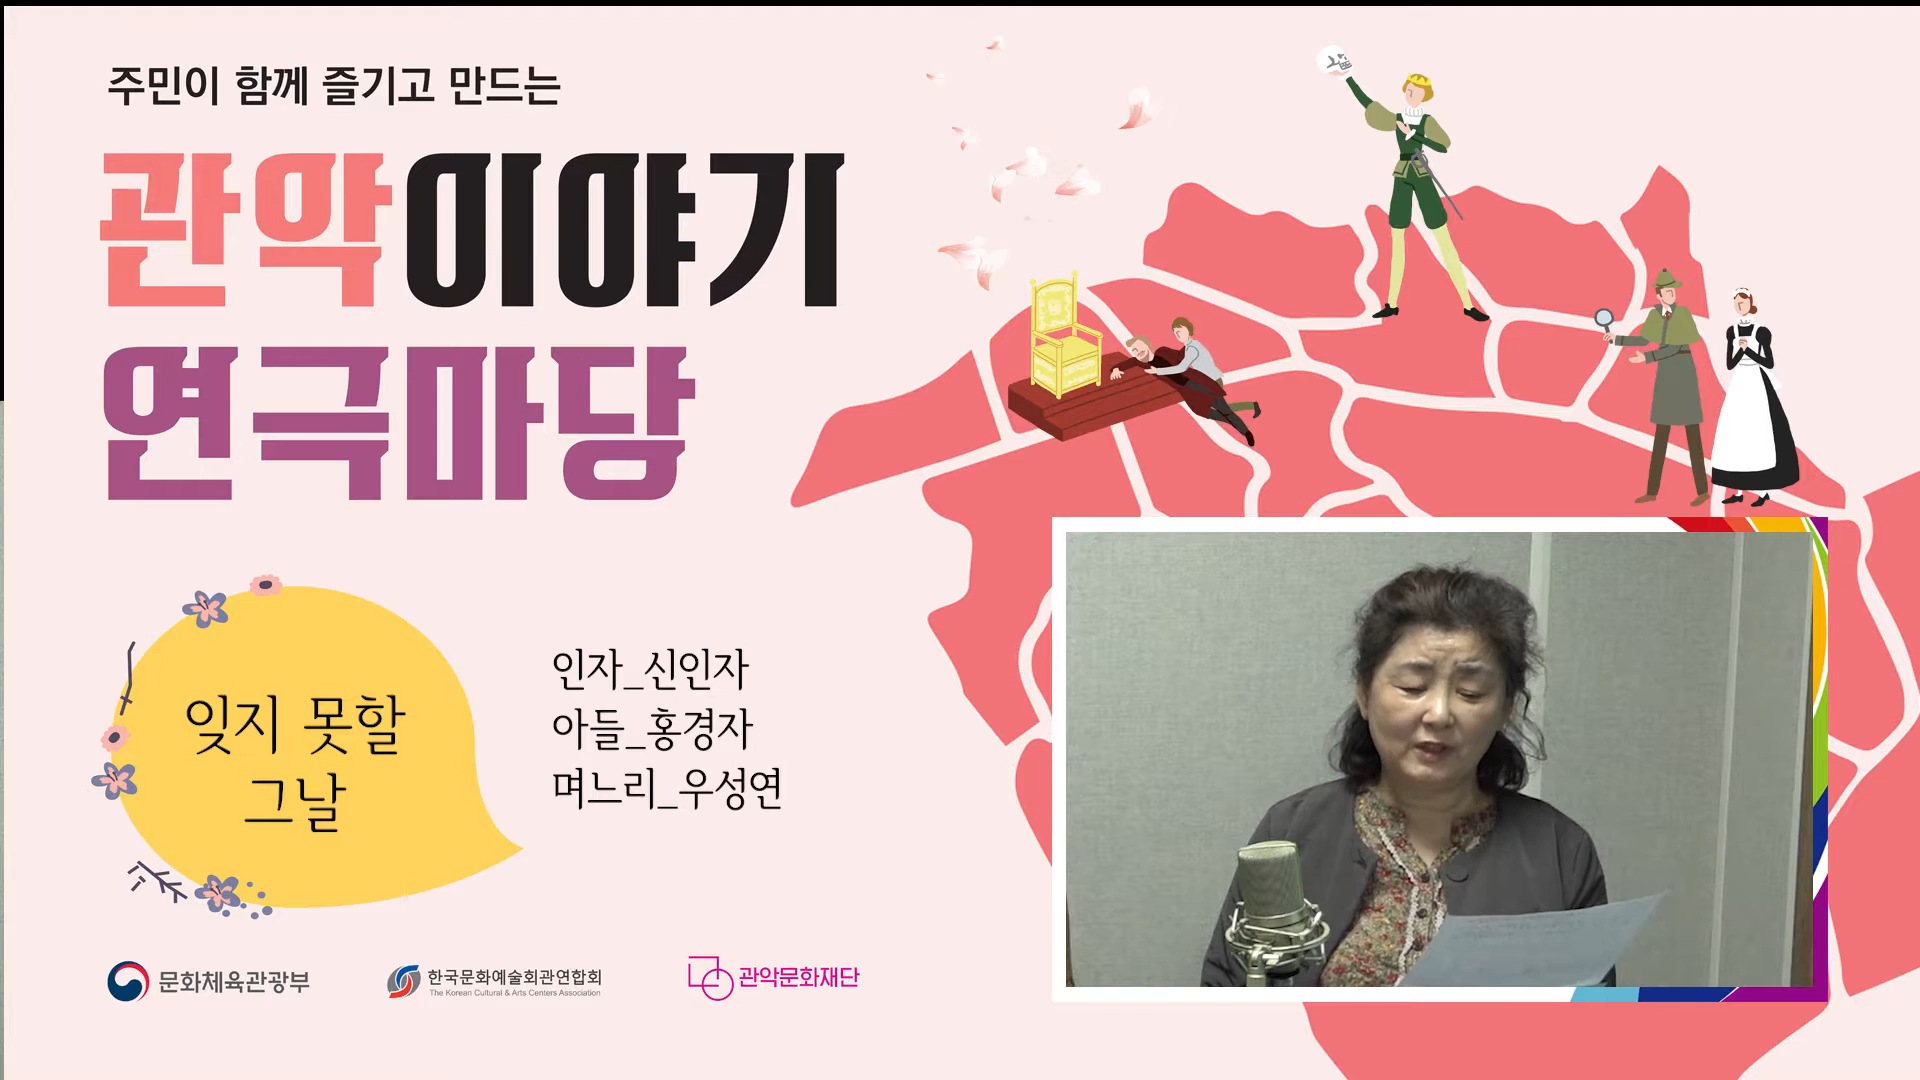 주민이 함께 즐기고 만드는
관악이야기
연극마당
잊지 못할
그날
인자_신인자
아들_홍경자
며느리_우성연
문화체육관광부
한국문화예술회관연합회
The Korean Cultural & Arts Centers Association
관악문화재단